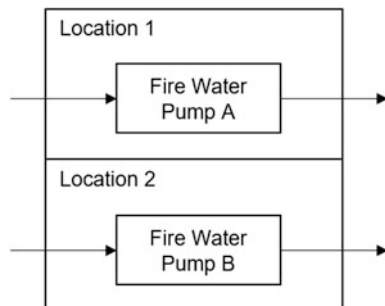 Location 1
Fire Water
Pump A
Location 2
Fire Water
Pump B